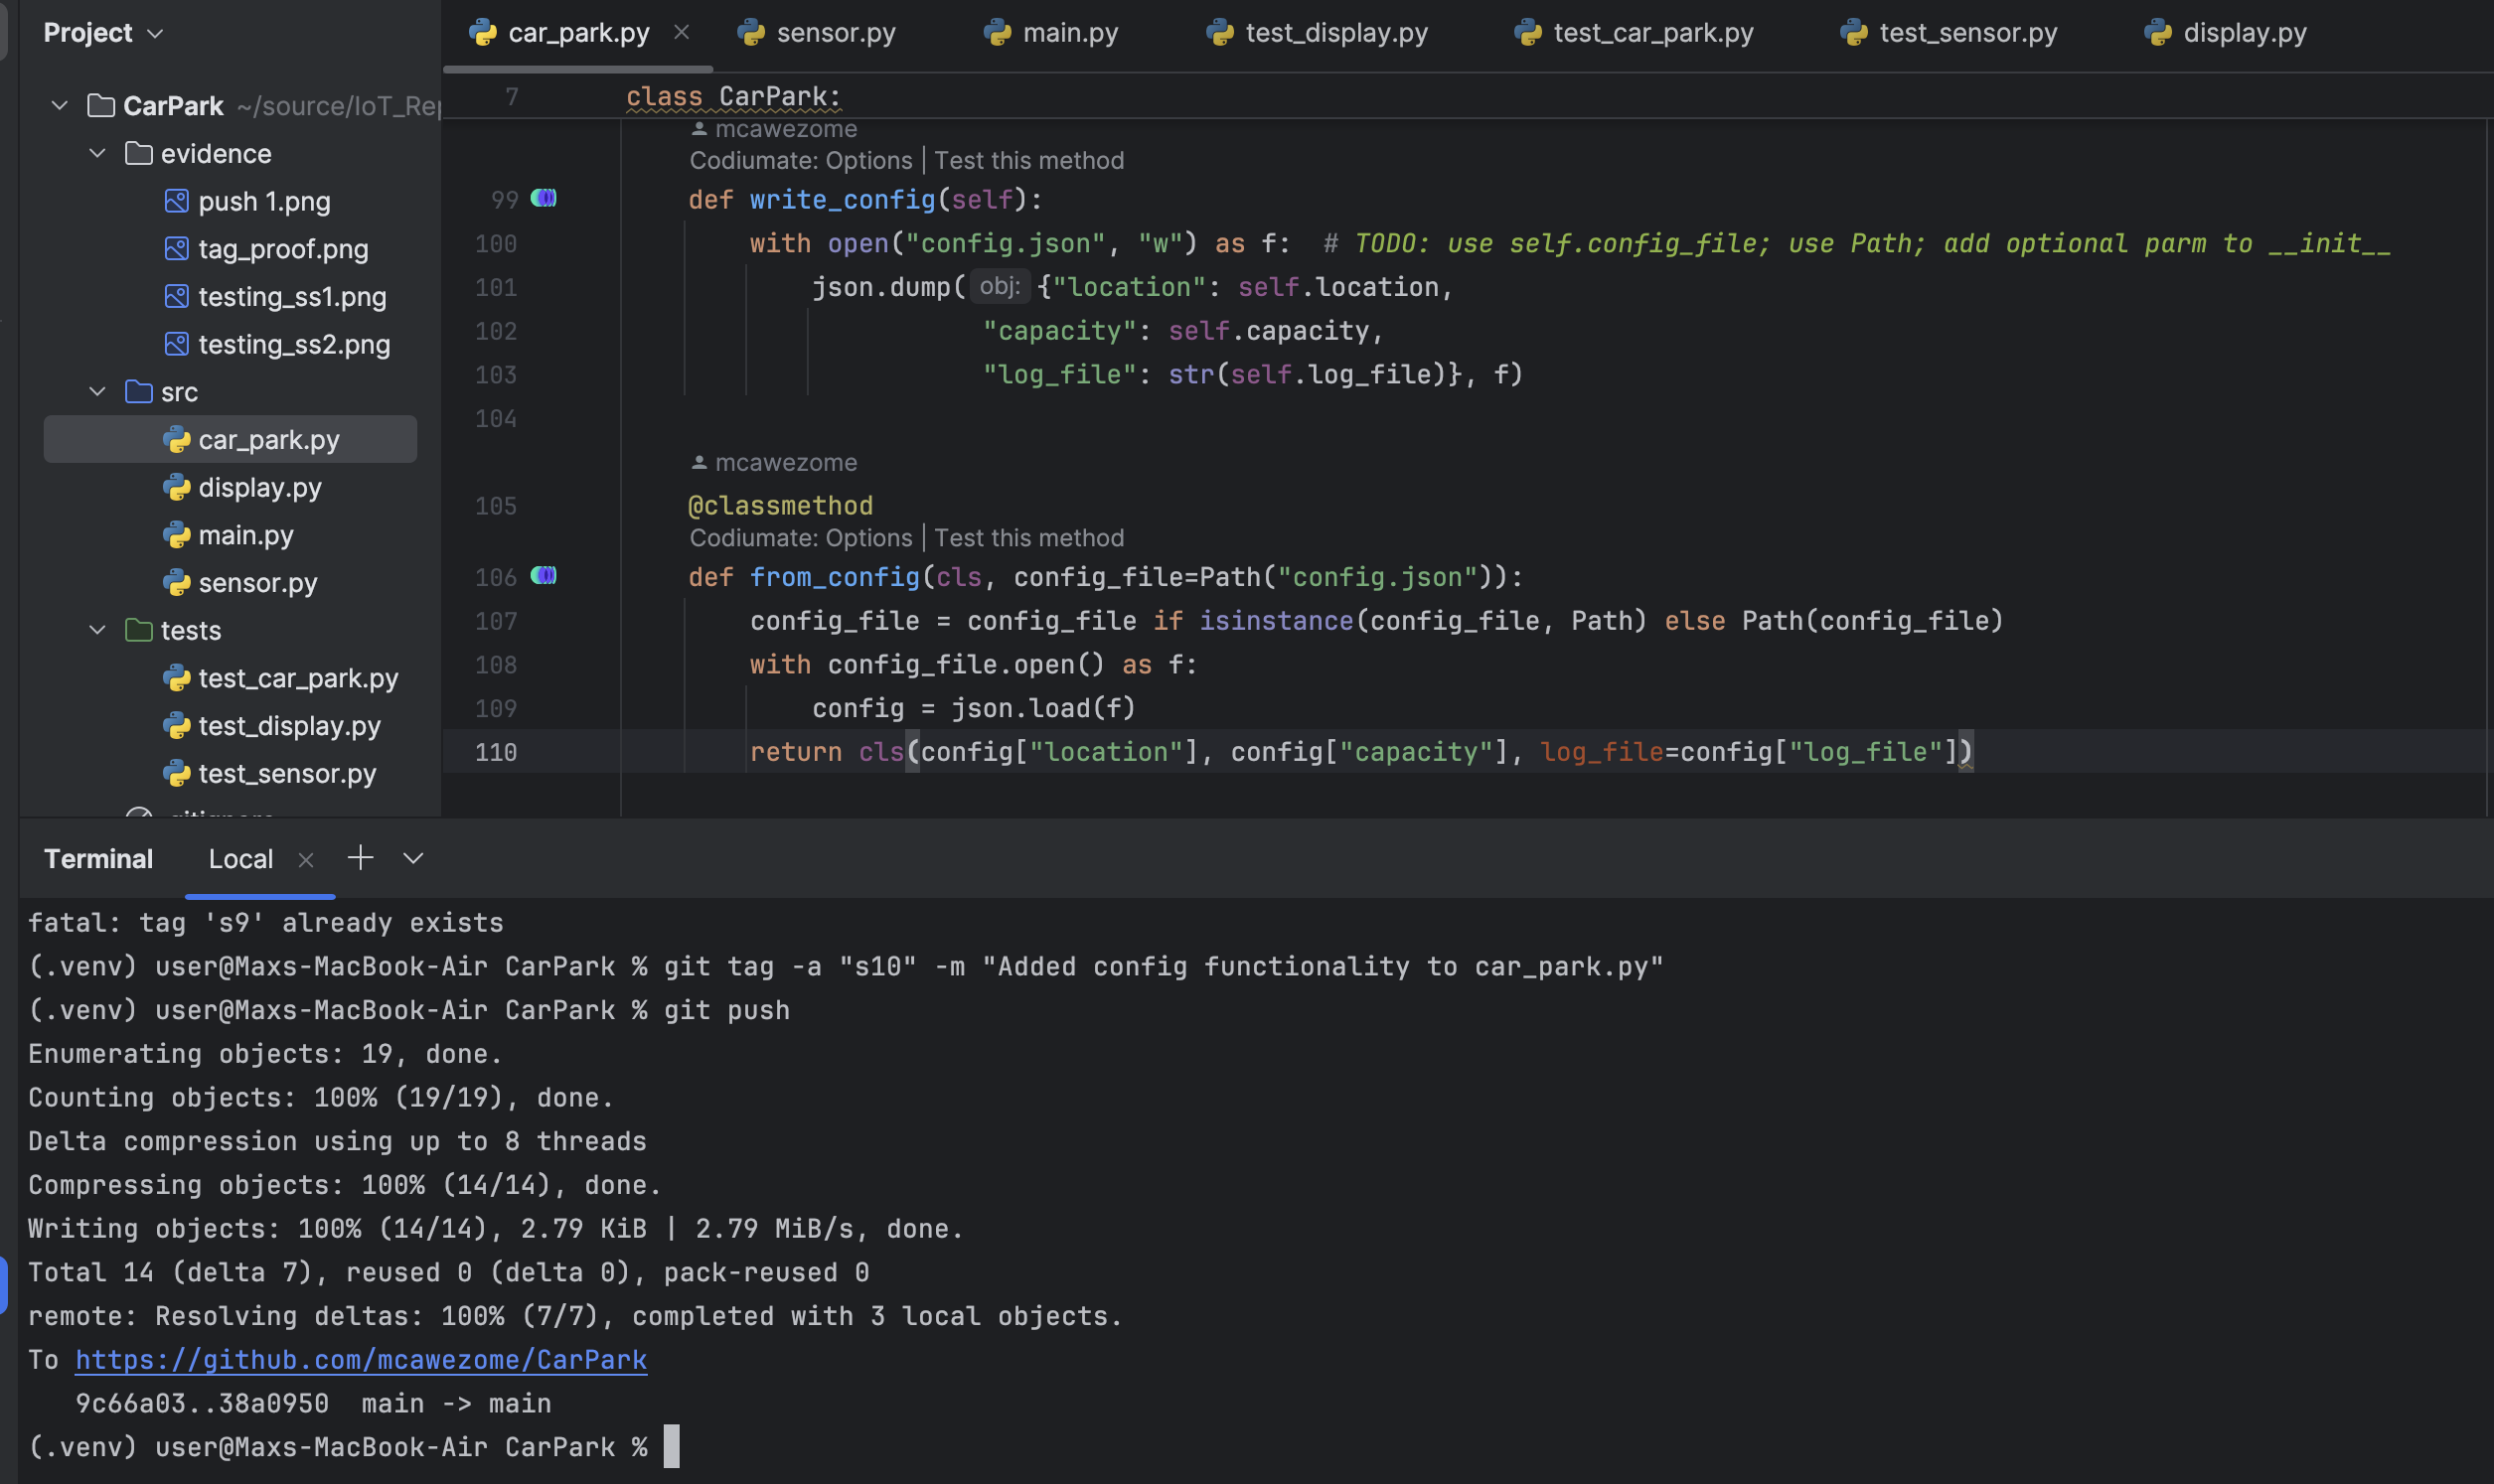 Project
car_park.py
sensor.py
main.py
test_display.py
test_car_park.py
test_sensor.py
display.py
CarPark ~/source/IoT_Rep
evidence
push 1.png
tag_proof.png
testing_ss1.png
testing_ss2.png
src
car_park.py
display.py
main.py
sensor.py
tests
test_car_park.py
test_display.py
test_sensor.py
7 class CarPark:
mcawezome
Codiumate: Options | Test this method
99 def write_config(self):
100 with open("config.json", "w") as f: # TODO: use self.config_file; use Path; add optional parm to __init__
101 json.dump( obj: {"location": self.location,
102 "capacity": self.capacity,
103 "log_file": str(self.log_file)}, f)
104
mcawezome
105 @classmethod
Codiumate: Options | Test this method
106 def from_config(cls, config_file=Path("config.json")):
107 config_file = config_file if isinstance(config_file, Path) else Path(config_file)
108 with config_file.open() as f:
109 config = json.load(f)
110 return cls(config["location"], config["capacity"], log_file=config["log_file"])
Terminal
Local
fatal: tag 's9' already exists
(.venv) user@Maxs-MacBook-Air CarPark % git tag -a "s10" -m "Added config functionality to car_park.py"
(.venv) user@Maxs-MacBook-Air CarPark % git push
Enumerating objects: 19, done.
Counting objects: 100% (19/19), done.
Delta compression using up to 8 threads
Compressing objects: 100% (14/14), done.
Writing objects: 100% (14/14), 2.79 KiB | 2.79 MiB/s, done.
Total 14 (delta 7), reused 0 (delta 0), pack-reused 0
remote: Resolving deltas: 100% (7/7), completed with 3 local objects.
To https://github.com/mcawezome/CarPark
9c66a03..38a0950 main -> main
(.venv) user@Maxs-MacBook-Air CarPark %